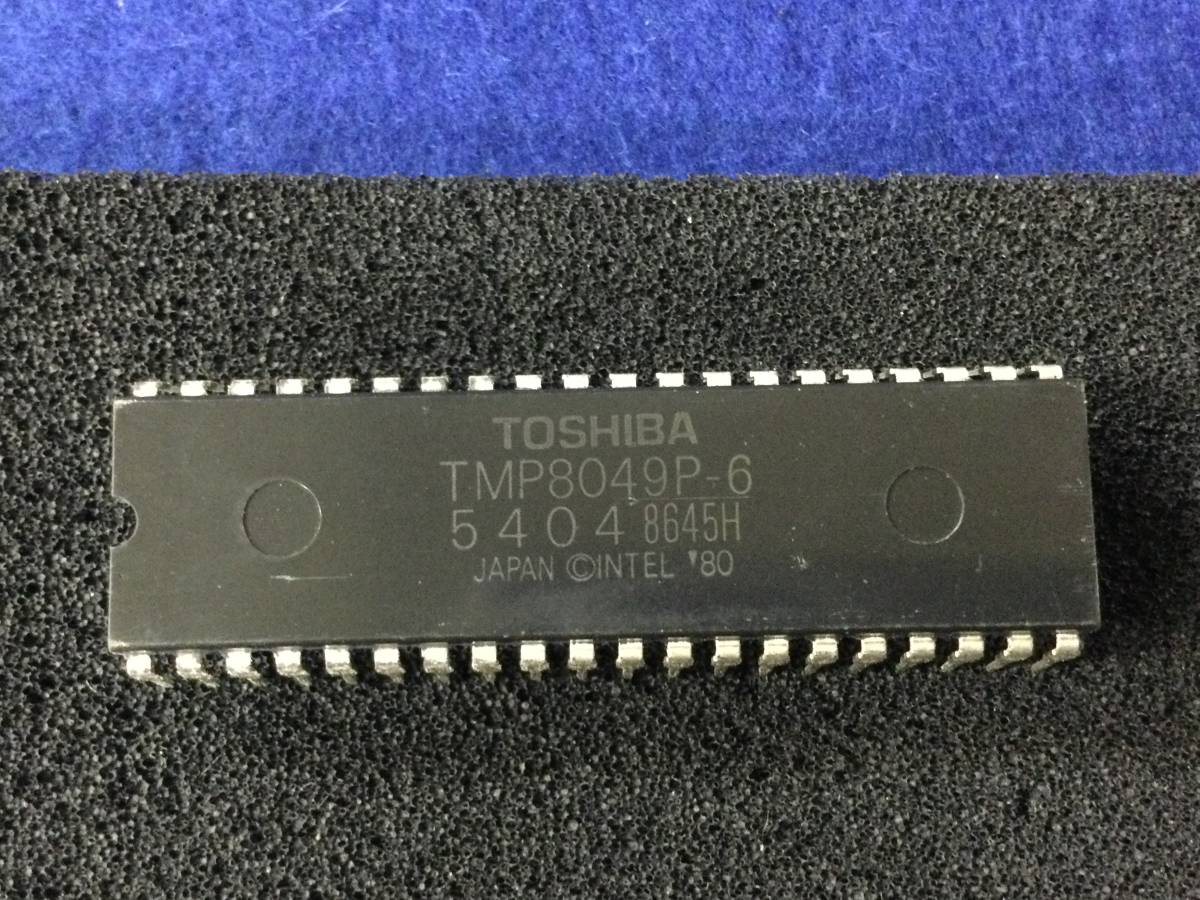 TOSHIBA
TMP8049P-6
5404 8645H
JAPAN ©INTEL '80